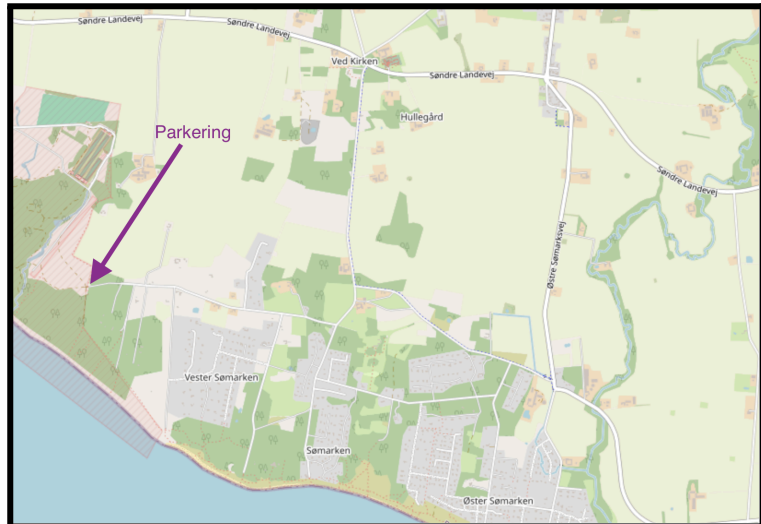 Søndre Landevej
Søndre Landevej
Ved Kirken
Søndre Landevej
Hullegård
Parkering
Søndre Landevej
Østre Sømarksvej
Vester Sømarken
Sømarken
Øster Sømarken